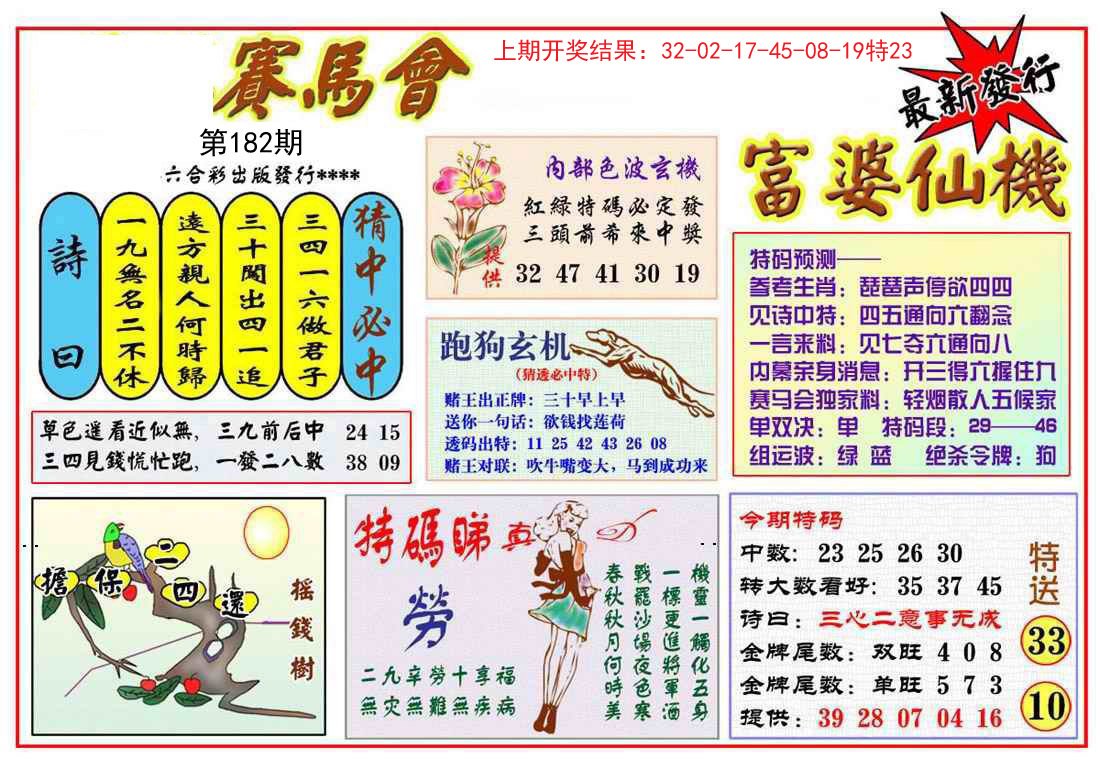 上期开奖结果：32-02-17-45-08-19特23
賽馬會
第182期
六合彩出版發行****
最新發行
富婆仙機
詩曰
一九無名二不休
遠方親人何時歸
三十闖出四一追
三四一六做君子
猜中必中
草色遥看近似無，三九前后中 24 15
三四見錢慌忙跑，一發二八數 38 09
内部色波玄機
紅緑特碼必定發
三頭前希來中獎
提供
32 47 41 30 19
跑狗玄机
(猜透必中特)
赌王出正牌：三十早上早
送你一句话：欲钱找莲荷
透码出特：11 25 42 43 26 08
赌王对联：吹牛嘴变大，马到成功来
特码预测——
参考生肖：琵琶声停欲四四
见诗中特：四五通向六翻念
一言来料：见七夺六通向八
内幕亲身消息：开三得六握住九
赛马会独家料：轻烟散人五候家
单双决：单 特码段：29——46
组运波：绿 蓝 绝杀令牌：狗
擔保二四還
摇錢樹
特碼睇真D
勞
二九辛勞十享福
無灾無難無疾病
機靈一觸化五身
一標更進將軍酒
戰罷沙場夜色寒
春秋秋月何時美
今期特码
中数：23 25 26 30
转大数看好：35 37 45
诗曰：三心二意事无成
金牌尾数：双旺 4 0 8
金牌尾数：单旺 5 7 3
提供：39 28 07 04 16
特送
33
10